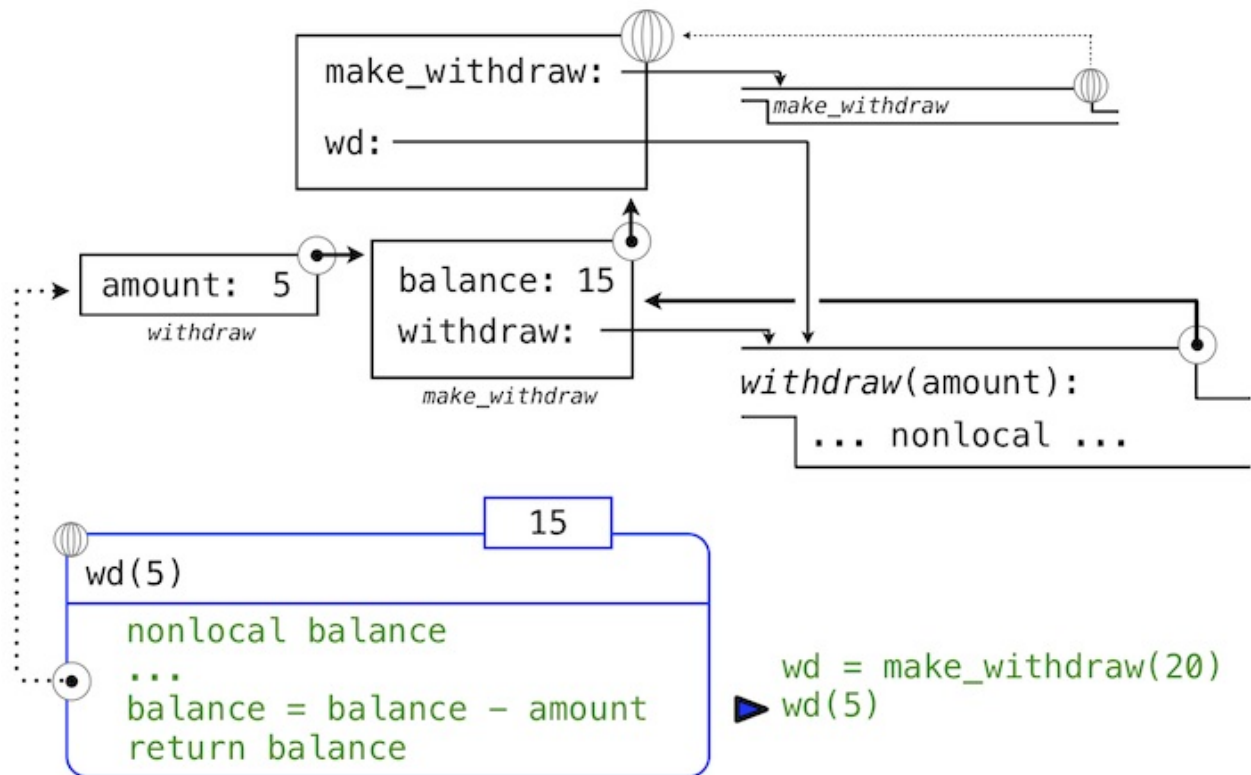 make_withdraw:
make_withdraw
wd:
amount: 5
withdraw
balance: 15
withdraw:
make_withdraw
withdraw(amount):
... nonlocal ...
15
wd(5)
nonlocal balance
...
balance = balance – amount
return balance
wd = make_withdraw(20)
wd(5)